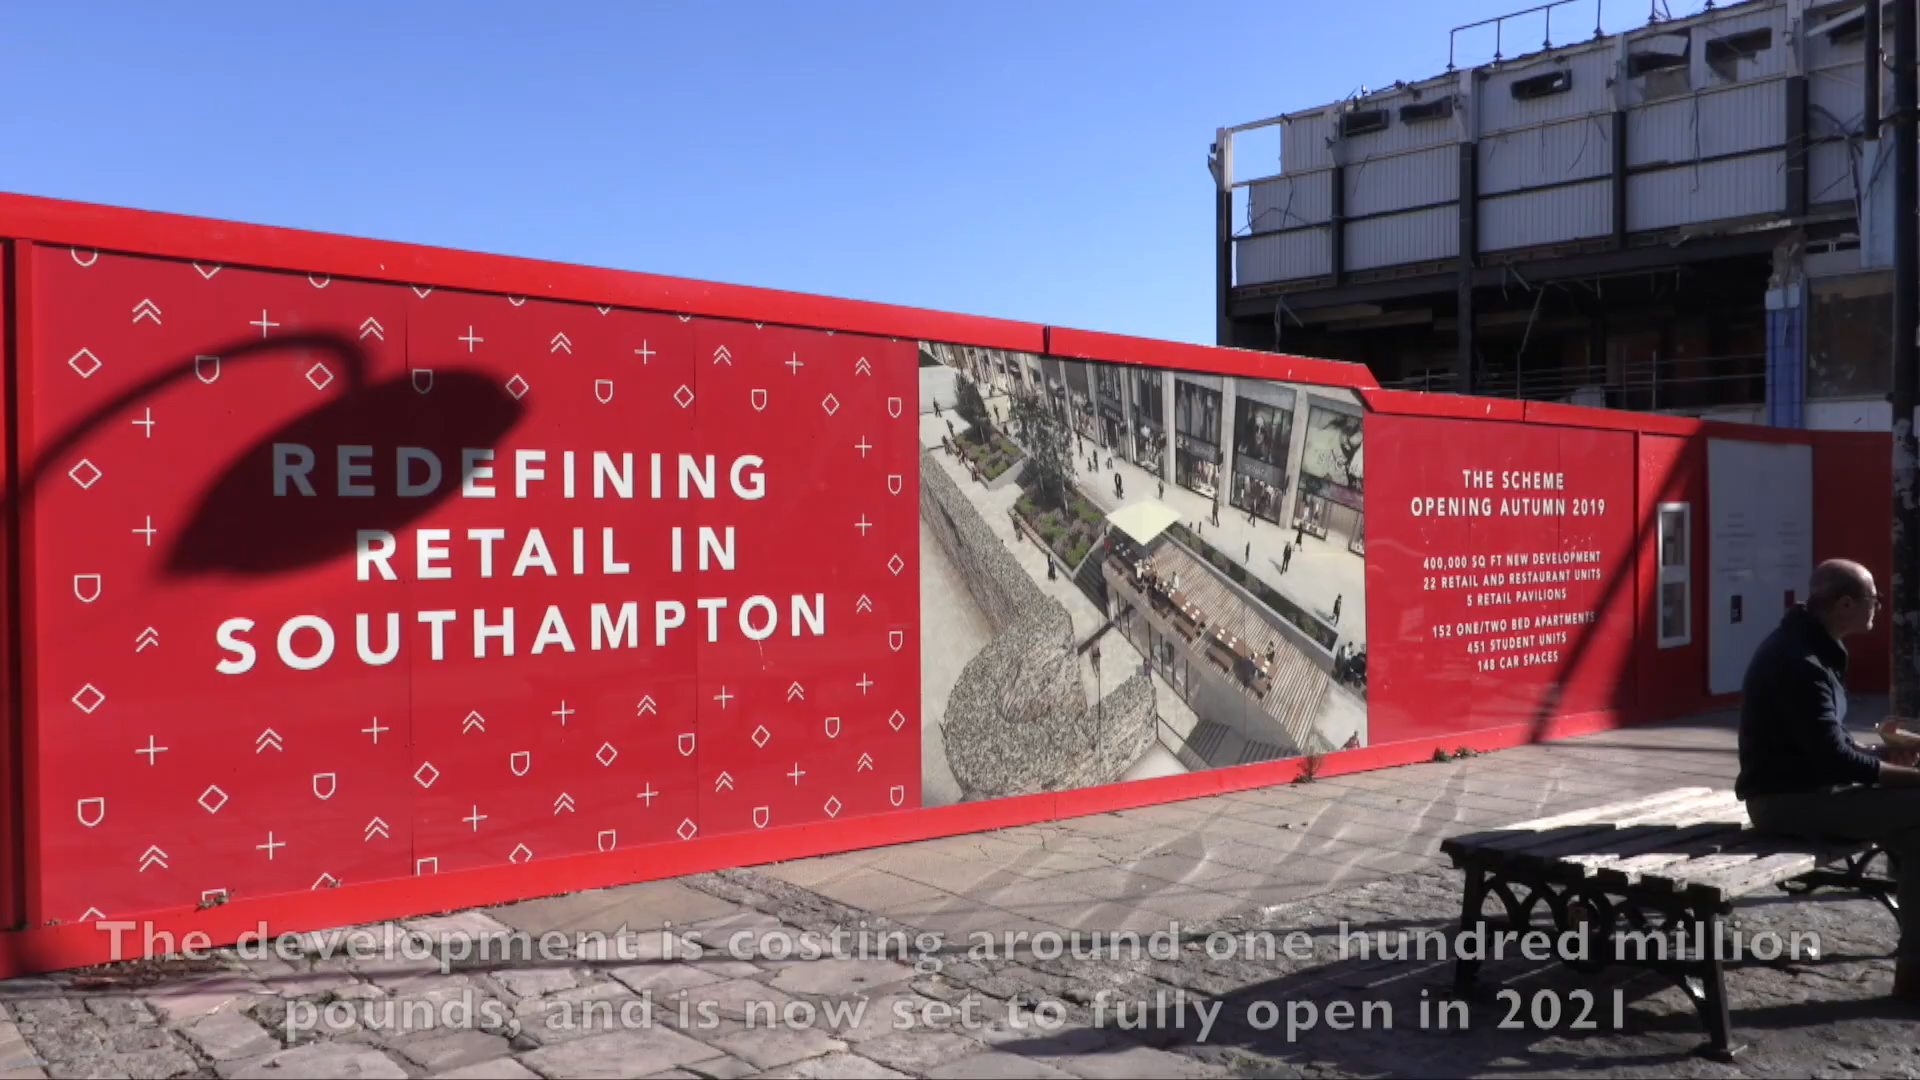 REDEFINING
RETAIL IN
SOUTHAMPTON
THE SCHEME
OPENING AUTUMN 2019
400,000 SQ FT NEW DEVELOPMENT
22 RETAIL AND RESTAURANT UNITS
5 RETAIL PAVILIONS
152 ONE/TWO BED APARTMENTS
451 STUDENT UNITS
148 CAR SPACES
The development is costing around one hundred million
pounds, and is now set to fully open in 2021